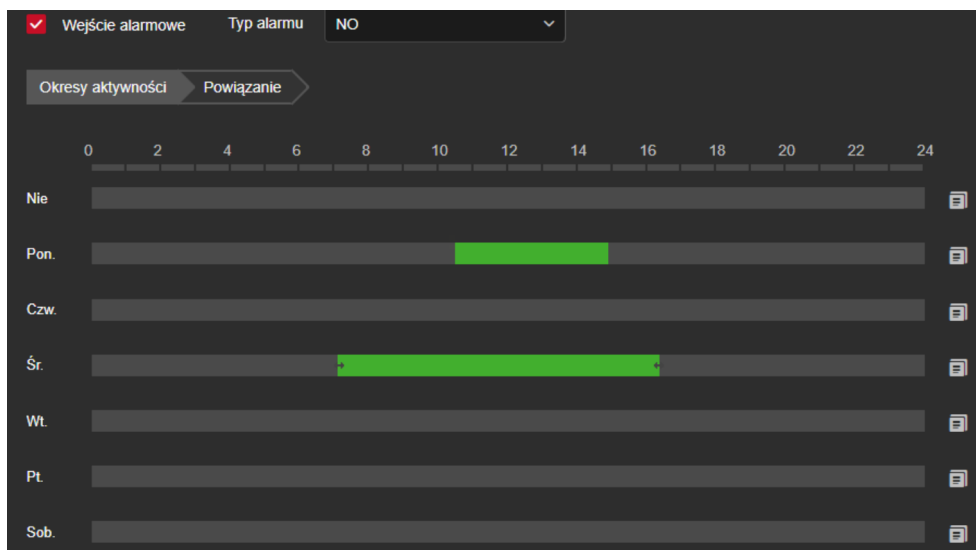 Wejście alarmowe Typ alarmu NO
Okresy aktywności Powiązanie
0 2 4 6 8 10 12 14 16 18 20 22 24
Nie
Pon.
Czw.
Śr.
Wt.
Pt.
Sob.